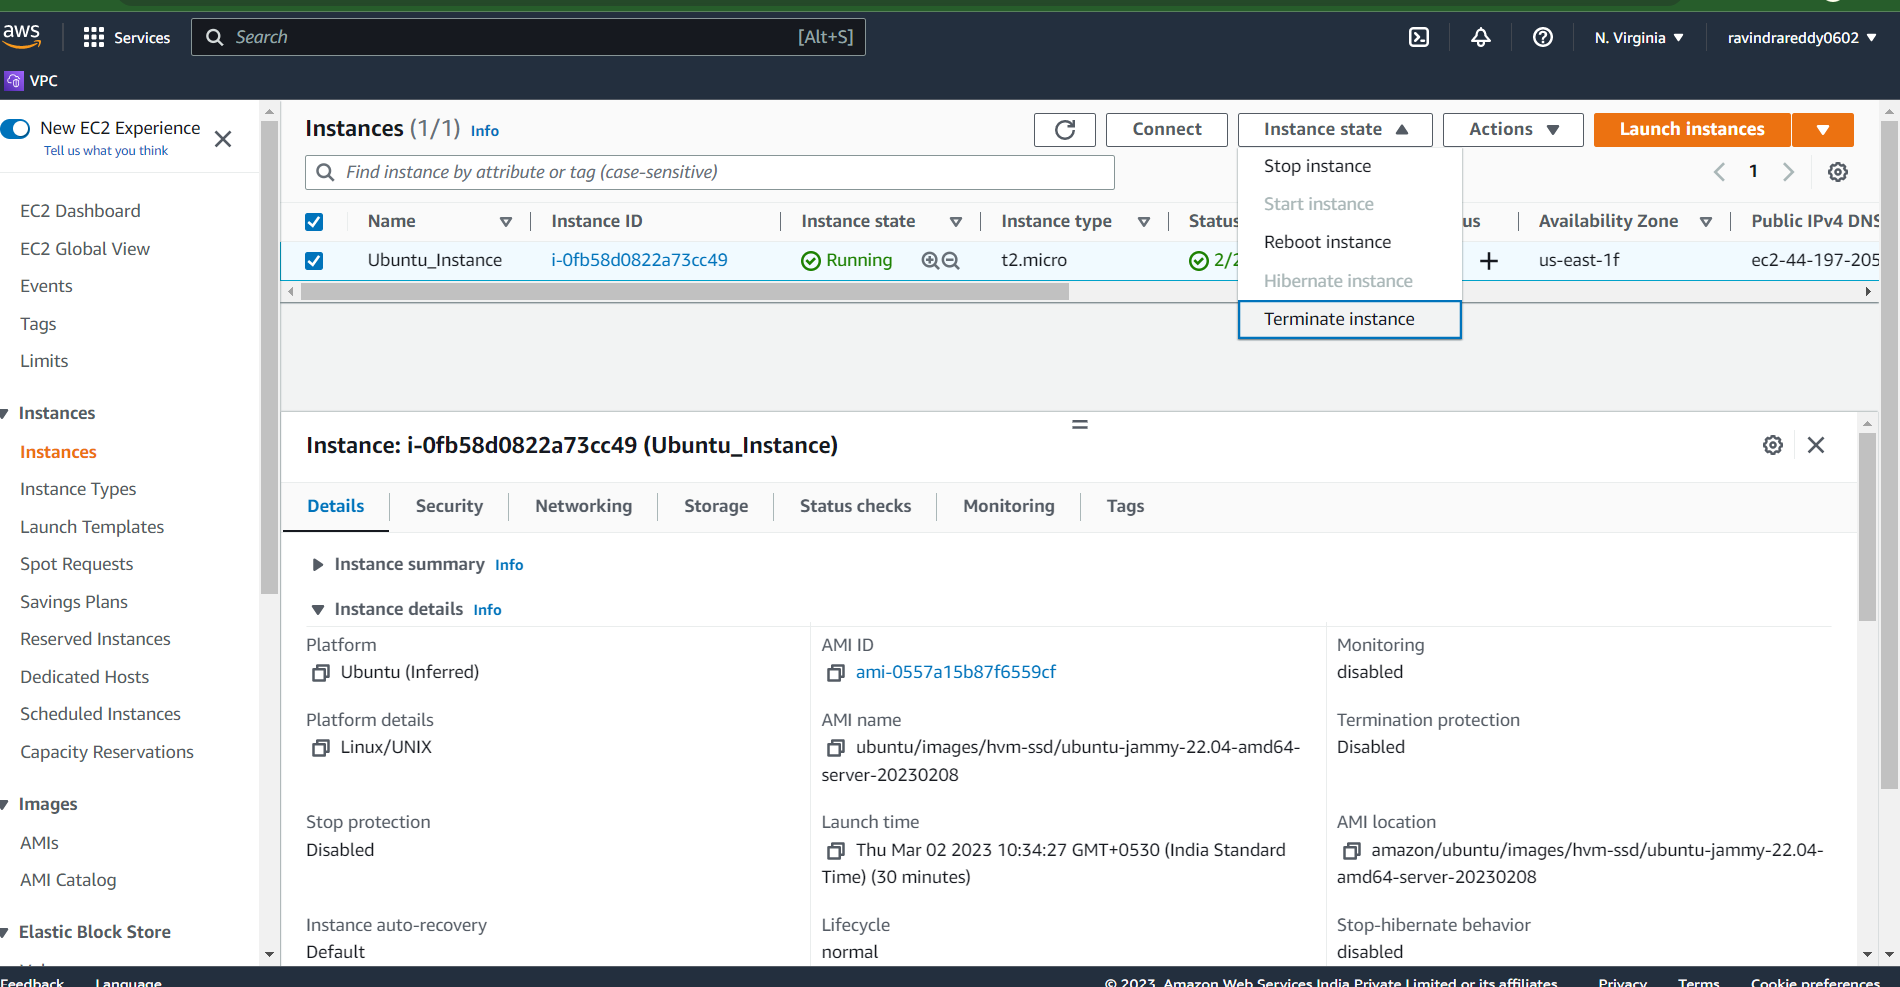 aws
Services
Search
[Alt+S]
N. Virginia
ravindrareddy0602
VPC
New EC2 Experience
Tell us what you think
EC2 Dashboard
EC2 Global View
Events
Tags
Limits
Instances
Instances
Instance Types
Launch Templates
Spot Requests
Savings Plans
Reserved Instances
Dedicated Hosts
Scheduled Instances
Capacity Reservations
Images
AMIs
AMI Catalog
Elastic Block Store
Instances (1/1) Info
Connect
Instance state
Actions
Launch instances
Find instance by attribute or tag (case-sensitive)
1
Stop instance
Start instance
Reboot instance
Hibernate instance
Terminate instance
Name
Instance ID
Instance state
Instance type
Status
us
Availability Zone
Public IPv4 DNS
Ubuntu_Instance
i-0fb58d0822a73cc49
Running
t2.micro
2/2
us-east-1f
ec2-44-197-205
Instance: i-0fb58d0822a73cc49 (Ubuntu_Instance)
Details
Security
Networking
Storage
Status checks
Monitoring
Tags
Instance summary Info
Instance details Info
Platform
Ubuntu (Inferred)
AMI ID
ami-0557a15b87f6559cf
Monitoring
disabled
Platform details
Linux/UNIX
AMI name
ubuntu/images/hvm-ssd/ubuntu-jammy-22.04-amd64-
server-20230208
Termination protection
Disabled
Stop protection
Disabled
Launch time
Thu Mar 02 2023 10:34:27 GMT+0530 (India Standard
Time) (30 minutes)
AMI location
amazon/ubuntu/images/hvm-ssd/ubuntu-jammy-22.04-
amd64-server-20230208
Instance auto-recovery
Default
Lifecycle
normal
Stop-hibernate behavior
disabled
Feedback
Language
© 2023, Amazon Web Services India Private Limited or its affiliates.
Privacy
Terms
Cookie preferences